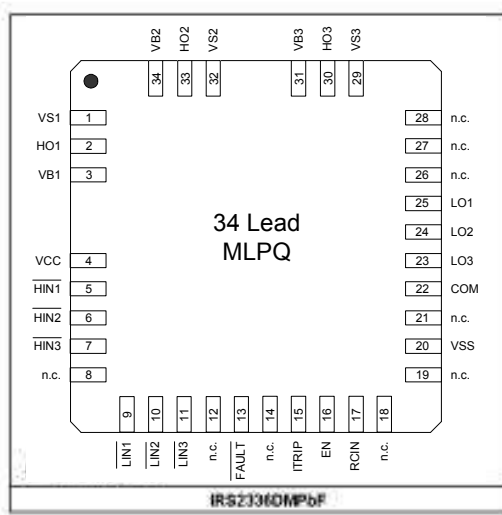 VB2
HO2
VS2
VB3
HO3
VS3
34
33
32
31
30
29
VS1 1
HO1 2
VB1 3
VCC 4
HIN1 5
HIN2 6
HIN3 7
n.c. 8
34 Lead
MLPQ
28 n.c.
27 n.c.
26 n.c.
25 LO1
24 LO2
23 LO3
22 COM
21 n.c.
20 VSS
19 n.c.
9
10
11
12
13
14
15
16
17
18
LIN1
LIN2
LIN3
n.c.
FAULT
n.c.
ITRIP
EN
RCIN
n.c.
IRS2336DMPbF